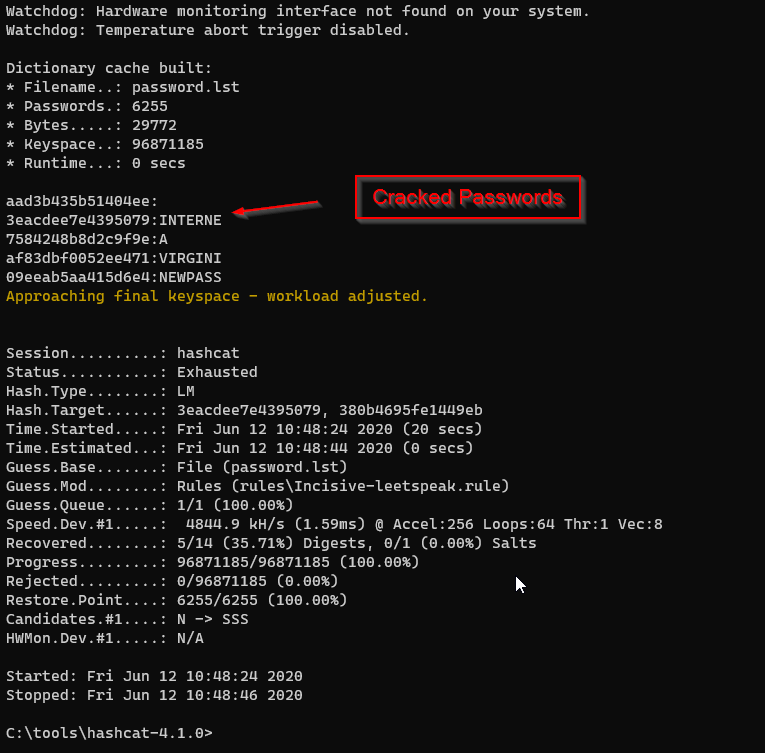 Watchdog: Hardware monitoring interface not found on your system.
Watchdog: Temperature abort trigger disabled.
Dictionary cache built:
* Filename..: password.lst
* Passwords.: 6255
* Bytes.....: 29772
* Keyspace..: 96871185
* Runtime...: 0 secs
aad3b435b51404ee:
Cracked Passwords
3eacdee7e4395079:INTERNE
7584248b8d2c9f9e:A
af83dbf0052ee471:VIRGINI
09eeab5aa415d6e4:NEWPASS
Approaching final keyspace - workload adjusted.
Session..........: hashcat
Status...........: Exhausted
Hash.Type........: LM
Hash.Target......: 3eacdee7e4395079, 380b4695fe1449eb
Time.Started.....: Fri Jun 12 10:48:24 2020 (20 secs)
Time.Estimated...: Fri Jun 12 10:48:44 2020 (0 secs)
Guess.Base.......: File (password.lst)
Guess.Mod........: Rules (rules\Incisive-leetspeak.rule)
Guess.Queue......: 1/1 (100.00%)
Speed.Dev.#1.....:  4844.9 kH/s (1.59ms) @ Accel:256 Loops:64 Thr:1 Vec:8
Recovered........: 5/14 (35.71%) Digests, 0/1 (0.00%) Salts
Progress.........: 96871185/96871185 (100.00%)
Rejected.........: 0/96871185 (0.00%)
Restore.Point....: 6255/6255 (100.00%)
Candidates.#1....: N -> SSS
HWMon.Dev.#1.....: N/A
Started: Fri Jun 12 10:48:24 2020
Stopped: Fri Jun 12 10:48:46 2020
C:\tools\hashcat-4.1.0>